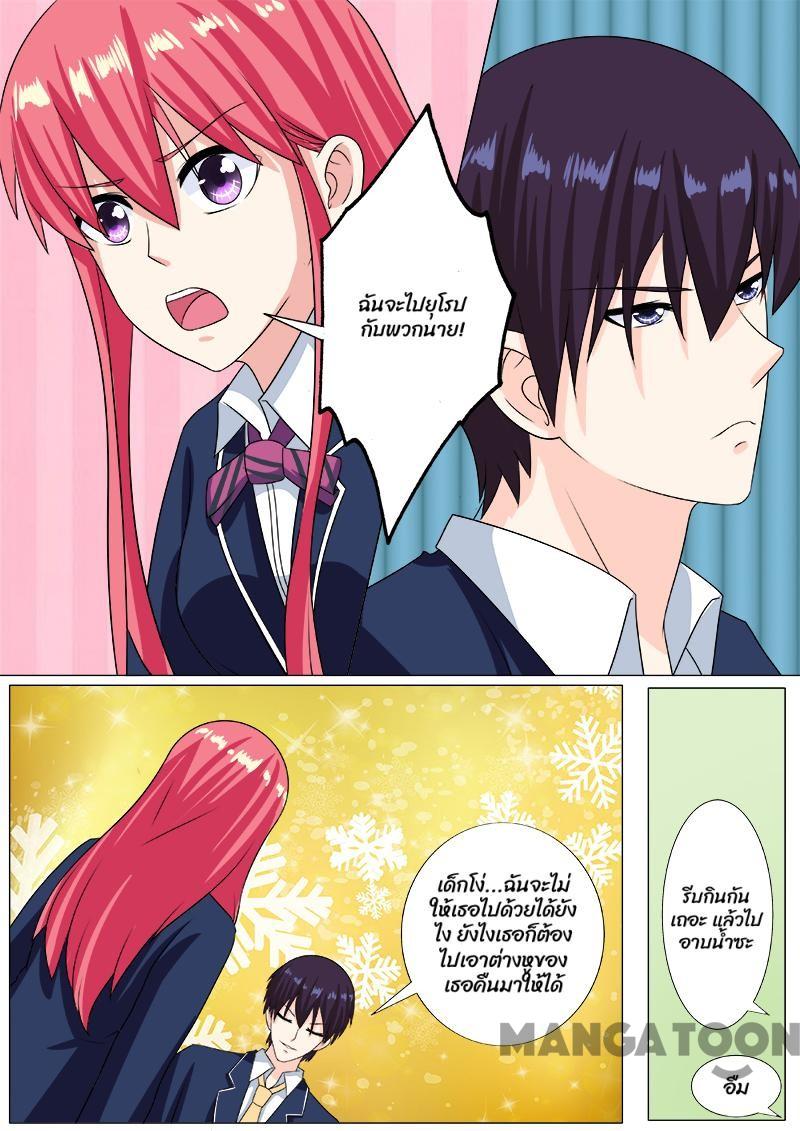 ฉันจะไปยุโรป
กับพวกนาย!
เด็กโง่...ฉันจะไม่
ให้เธอไปด้วยได้ยัง
ไง ยังไงเธอก็ต้อง
ไปเอาต่างหูของ
เธอคืนมาให้ได้
รีบกินกัน
เถอะ แล้วไป
อาบน้ำซะ
อืม
MANGATOON